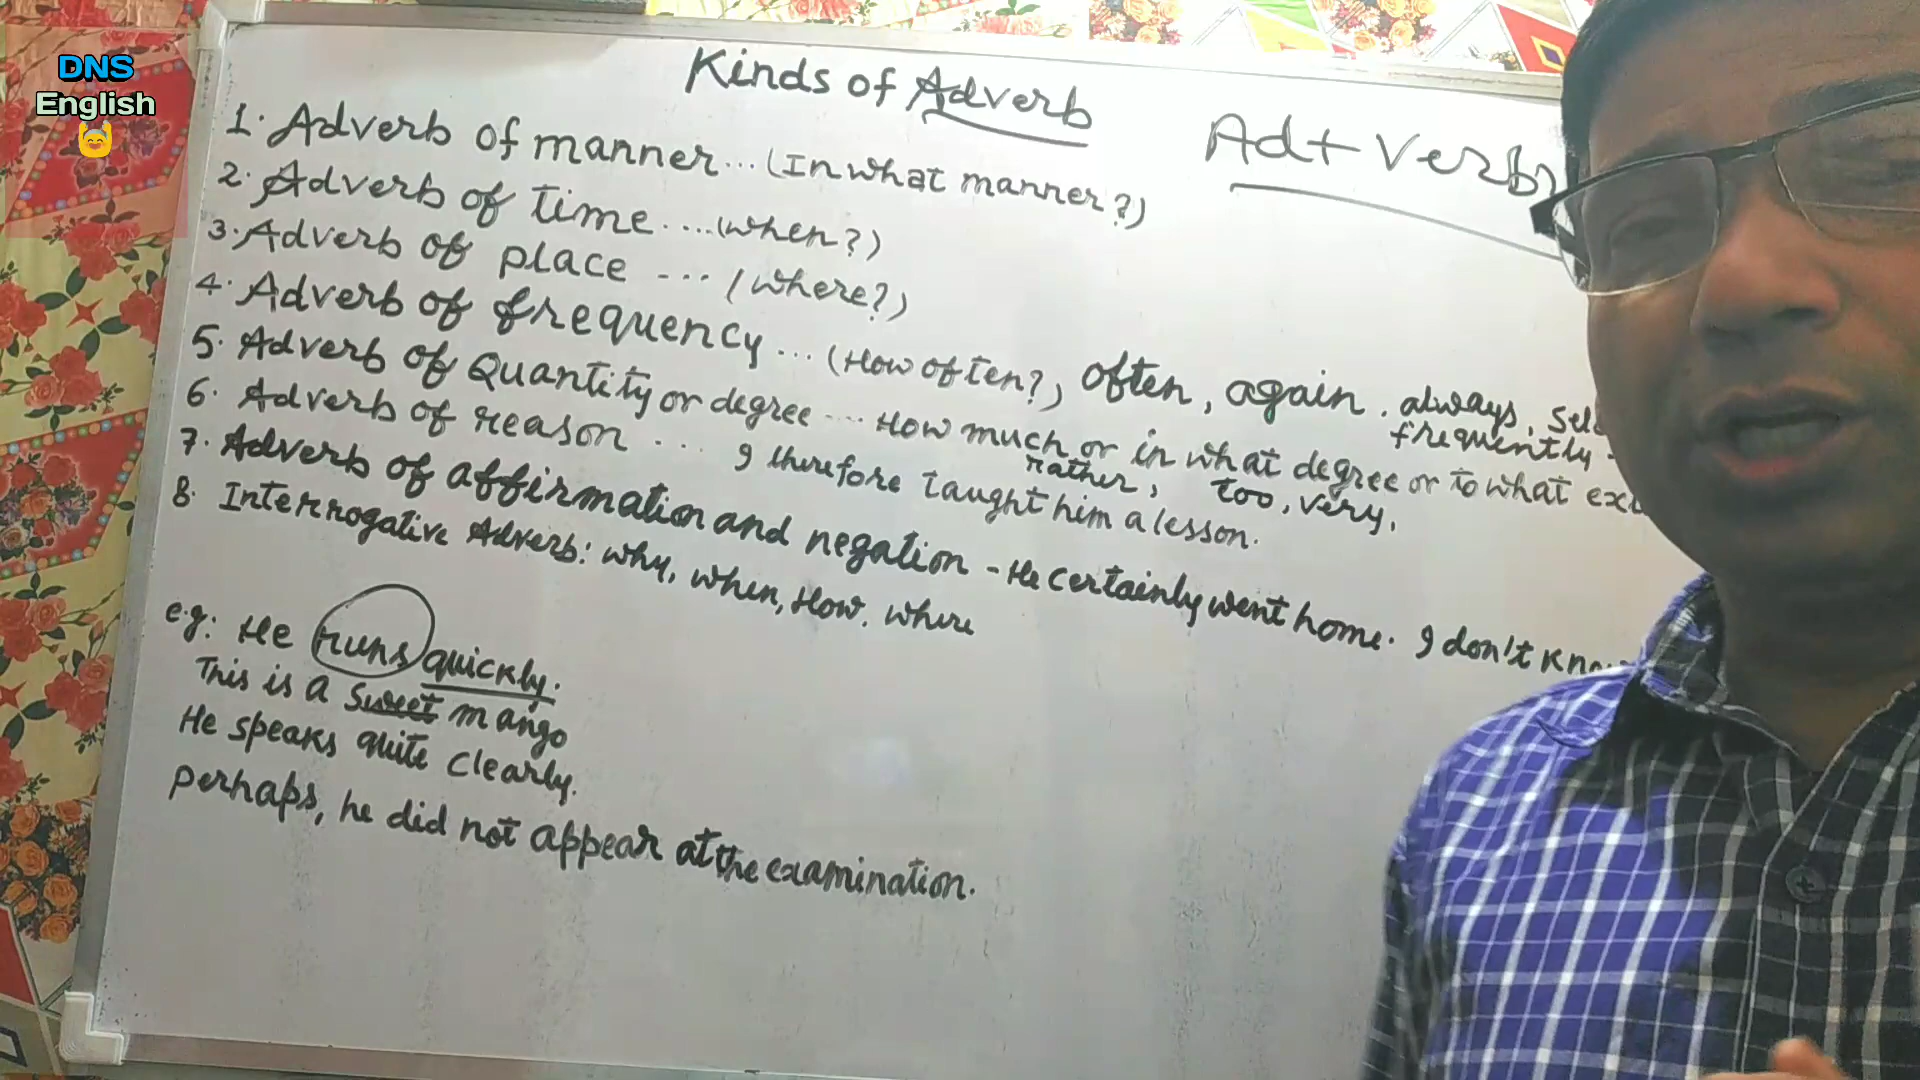 DNS
English
Kinds of Adverb
Ad + Verb
1. Adverb of manner... (In what manner?)
2. Adverb of time.... (when?)
3. Adverb of place ... (where?)
4. Adverb of frequency... (How often?), often, again. always,
frequently
5. Adverb of Quantity or degree.... How much or in what degree or to what
rather, too, very.
6. Adverb of reason ... I therefore taught him a lesson.
7. Adverb of affirmation and negation - He certainly went home. I don't
8. Interrogative Adverb: why, when, How. where
e.g: He runs quickly.
This is a sweet mango
He speaks quite clearly.
Perhaps, he did not appear at the examination.